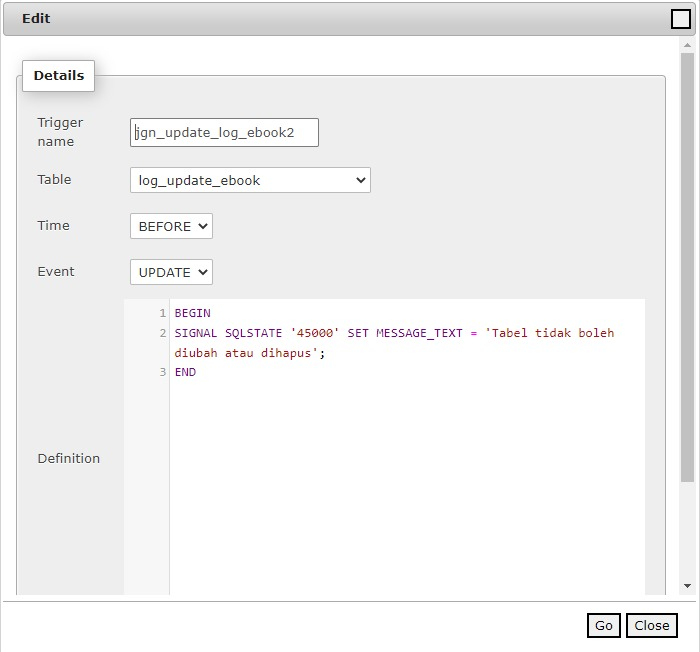 Edit
Details
Trigger
name
jgn_update_log_ebook2
Table
log_update_ebook
Time
BEFORE
Event
UPDATE
Definition
1 BEGIN
2 SIGNAL SQLSTATE '45000' SET MESSAGE_TEXT = 'Tabel tidak boleh
diubah atau dihapus';
3 END
Go
Close